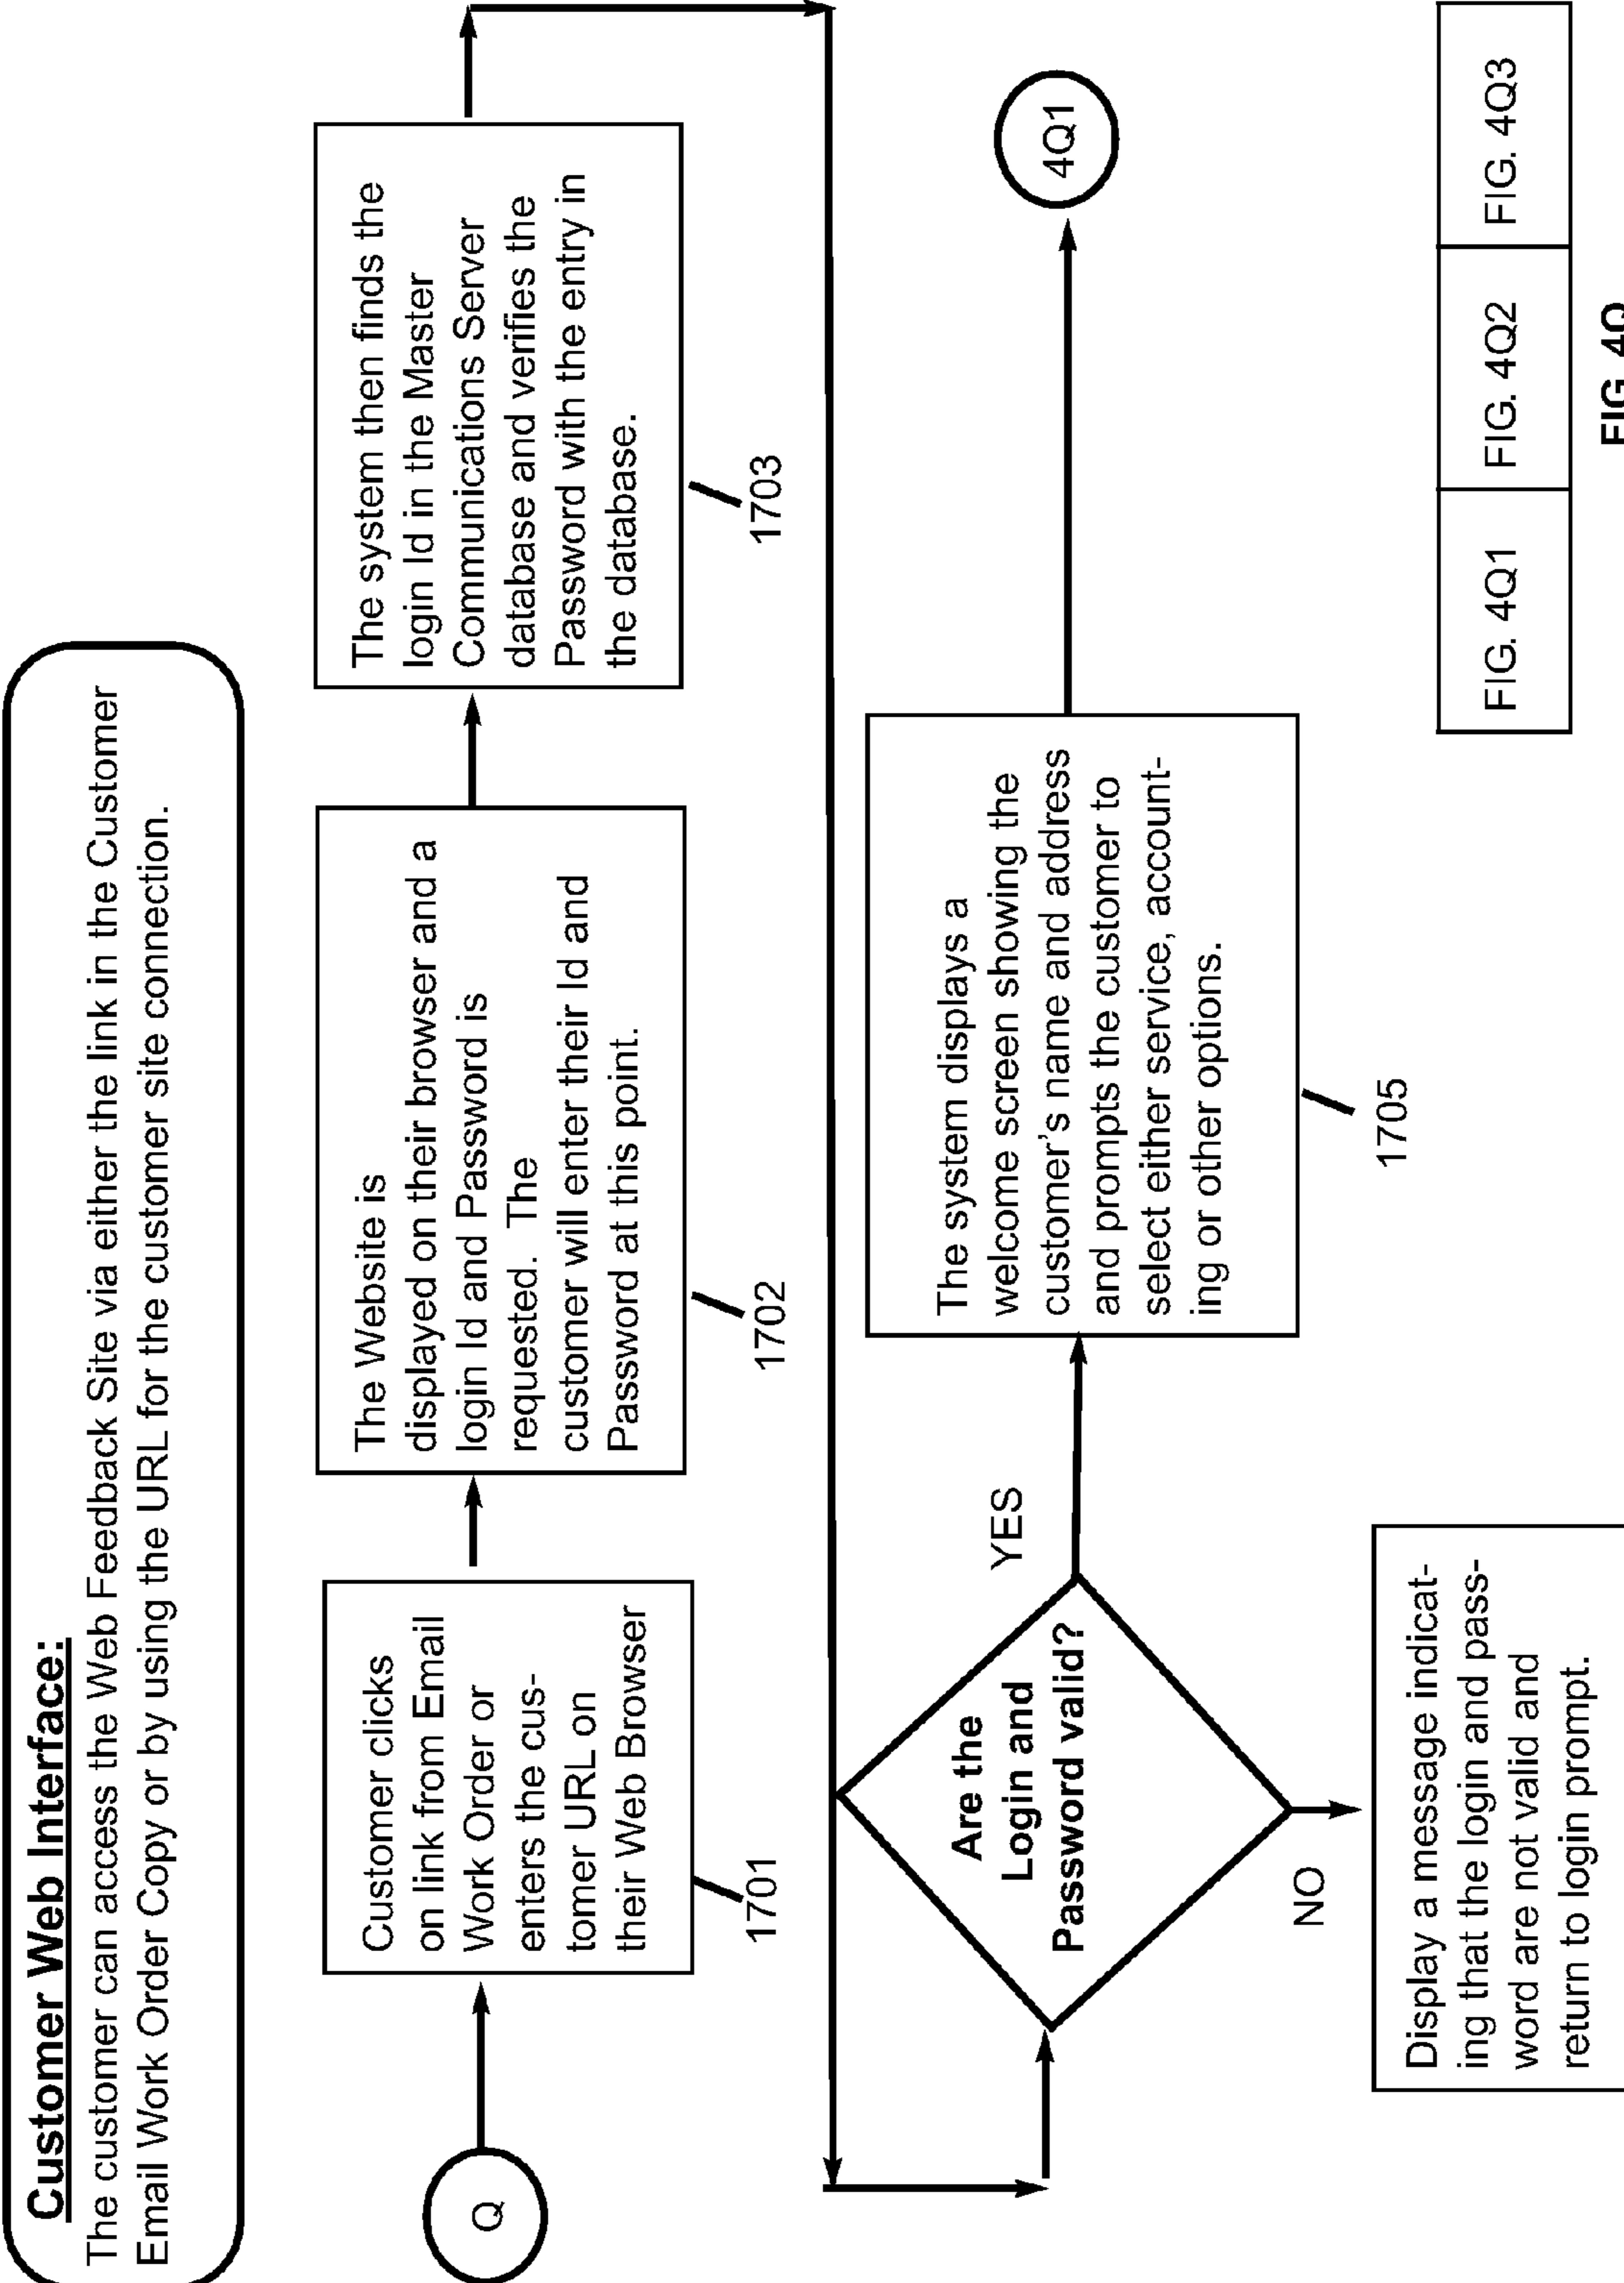 Customer Web Interface:
The customer can access the Web Feedback Site via either the link in the Customer
Email Work Order Copy or by using the URL for the customer site connection.
Q
Customer clicks
on link from Email
Work Order or
enters the cus-
tomer URL on
their Web Browser
1701
The Website is
displayed on their browser and a
login Id and Password is
requested. The
customer will enter their Id and
Password at this point.
1702
The system then finds the
login Id in the Master
Communications Server
database and verifies the
Password with the entry in
the database.
1703
Are the
Login and
Password valid?
YES
NO
The system displays a
welcome screen showing the
customer's name and address
and prompts the customer to
select either service, account-
ing or other options.
1705
4Q1
Display a message indicat-
ing that the login and pass-
word are not valid and
return to login prompt.
FIG. 4Q1
FIG. 4Q2
FIG. 4Q3
FIG. 4Q